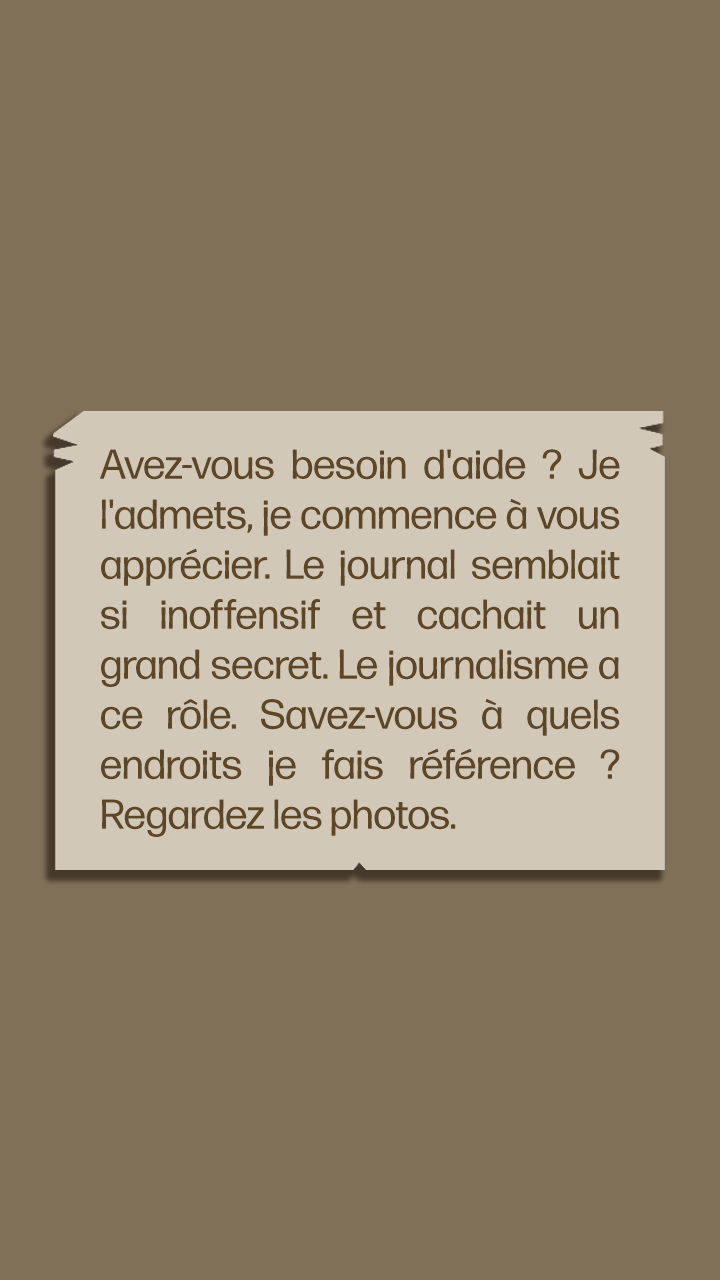 Avez-vous besoin d'aide ? Je
l'admets, je commence à vous
apprécier. Le journal semblait
si inoffensif et cachait un
grand secret. Le journalisme a
ce rôle. Savez-vous à quels
endroits je fais référence ?
Regardez les photos.